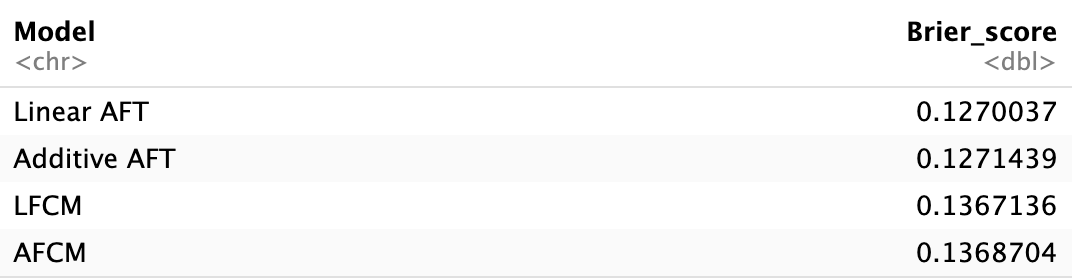 Model Brier_score
<chr> <dbl>
Linear AFT 0.1270037
Additive AFT 0.1271439
LFCM 0.1367136
AFCM 0.1368704